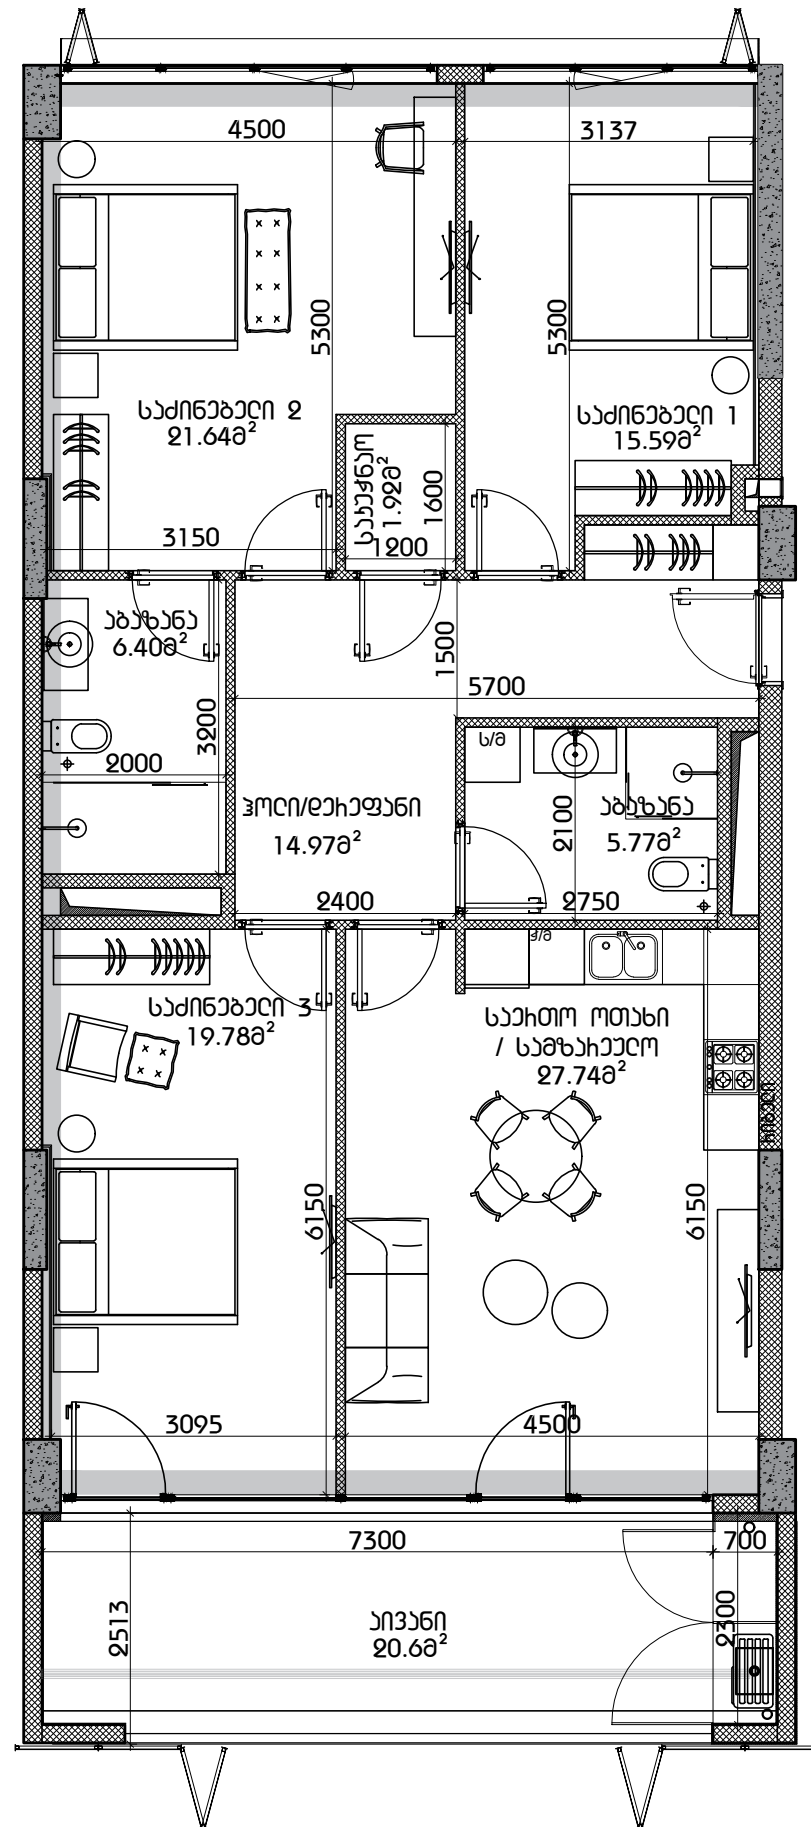 4500
3137
5300
5300
საძინებელი 2
21.64მ²
საძინებელი 1
15.59მ²
საკუჭნაო
1.92მ²
1600
1200
3150
აბაზანა
6.40მ²
1500
5700
3200
2000
ს/მ
ჰოლი/დერეფანი
14.97მ²
2100
აბაზანა
5.77მ²
2400
2750
ჭ/მ
საძინებელი 3
19.78მ²
საერთო ოთახი
/ სამზარეულო
27.74მ²
6150
6150
3095
4500
7300
700
2513
აივანი
20.6მ²
2300